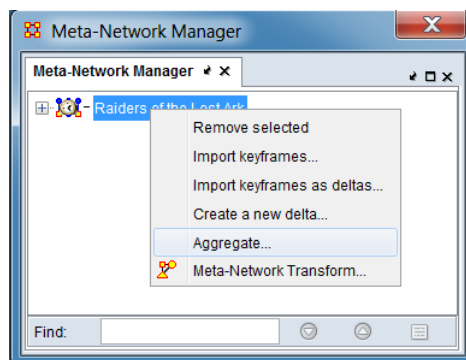 Meta-Network Manager
Meta-Network Manager
Raiders of the Lost Ark
Remove selected
Import keyframes...
Import keyframes as deltas...
Create a new delta...
Aggregate...
Meta-Network Transform...
Find: